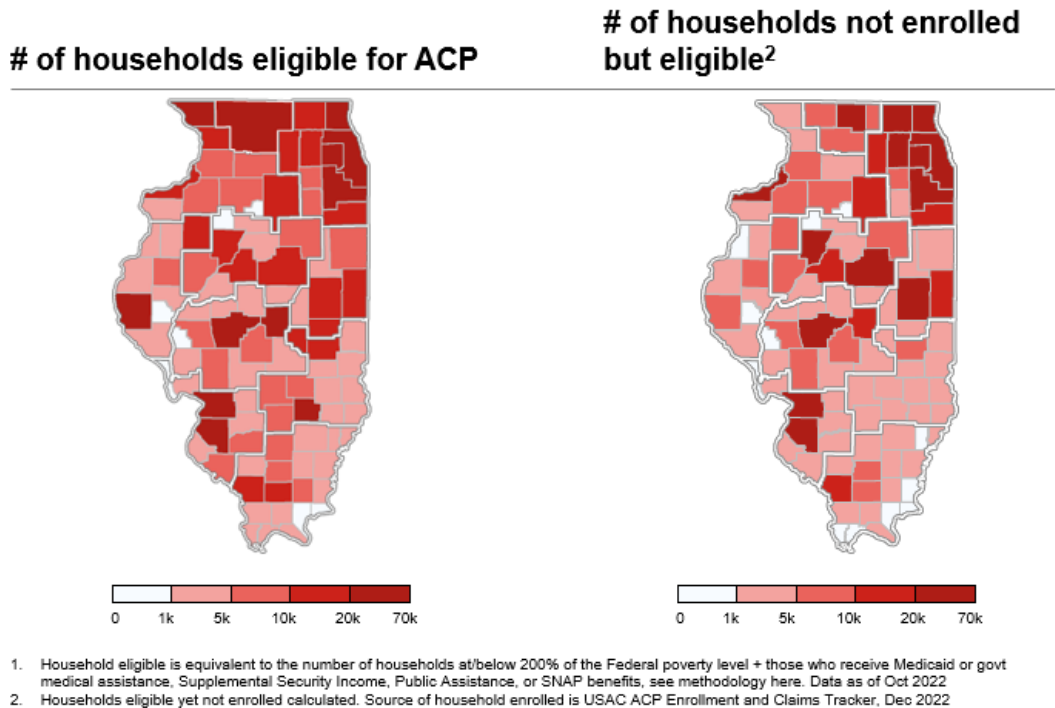 # of households eligible for ACP
# of households not enrolled
but eligible2
0 1k 5k 10k 20k 70k
0 1k 5k 10k 20k 70k
1. Household eligible is equivalent to the number of households at/below 200% of the Federal poverty level + those who receive Medicaid or govt
medical assistance, Supplemental Security Income, Public Assistance, or SNAP benefits, see methodology here. Data as of Oct 2022
2. Households eligible yet not enrolled calculated. Source of household enrolled is USAC ACP Enrollment and Claims Tracker, Dec 2022